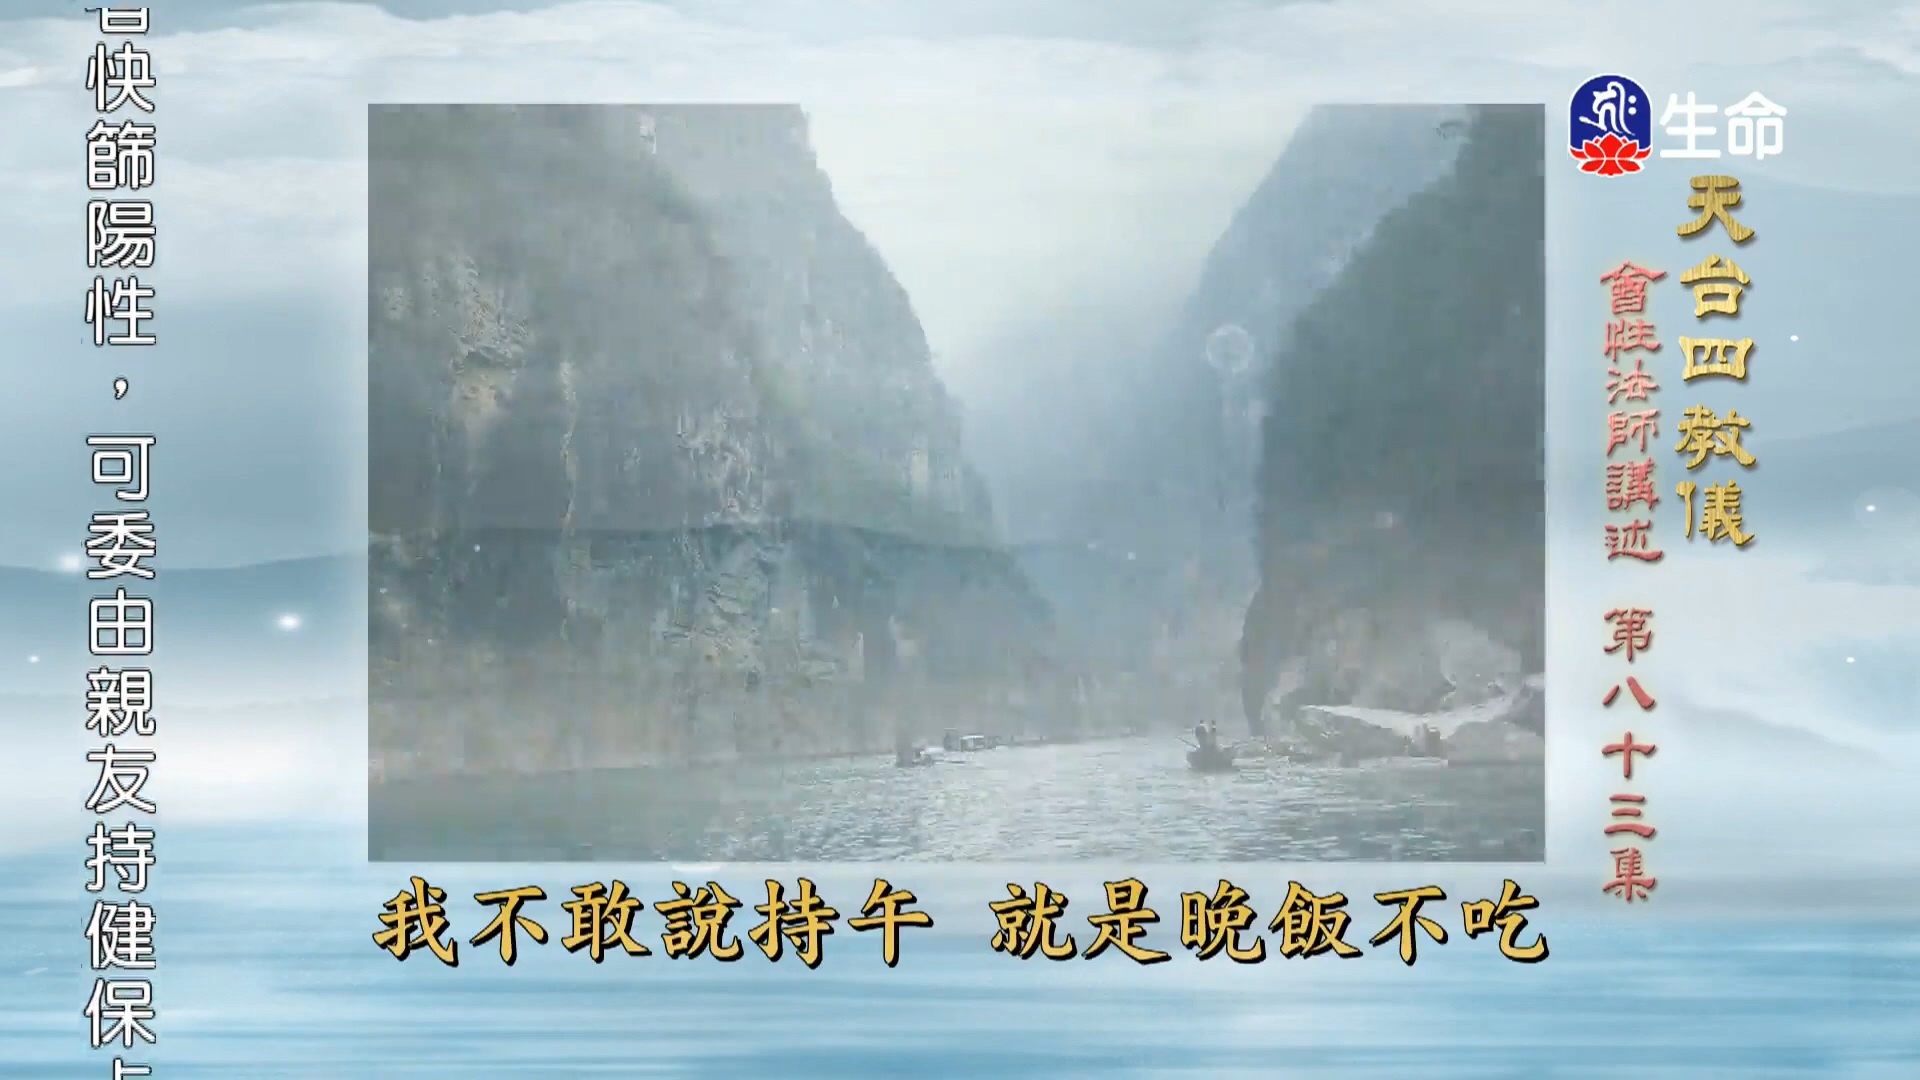 生命
天台四教儀
會性法師講述 第八十三集
快篩陽性，可委由親友持健保
我不敢說持午 就是晚飯不吃